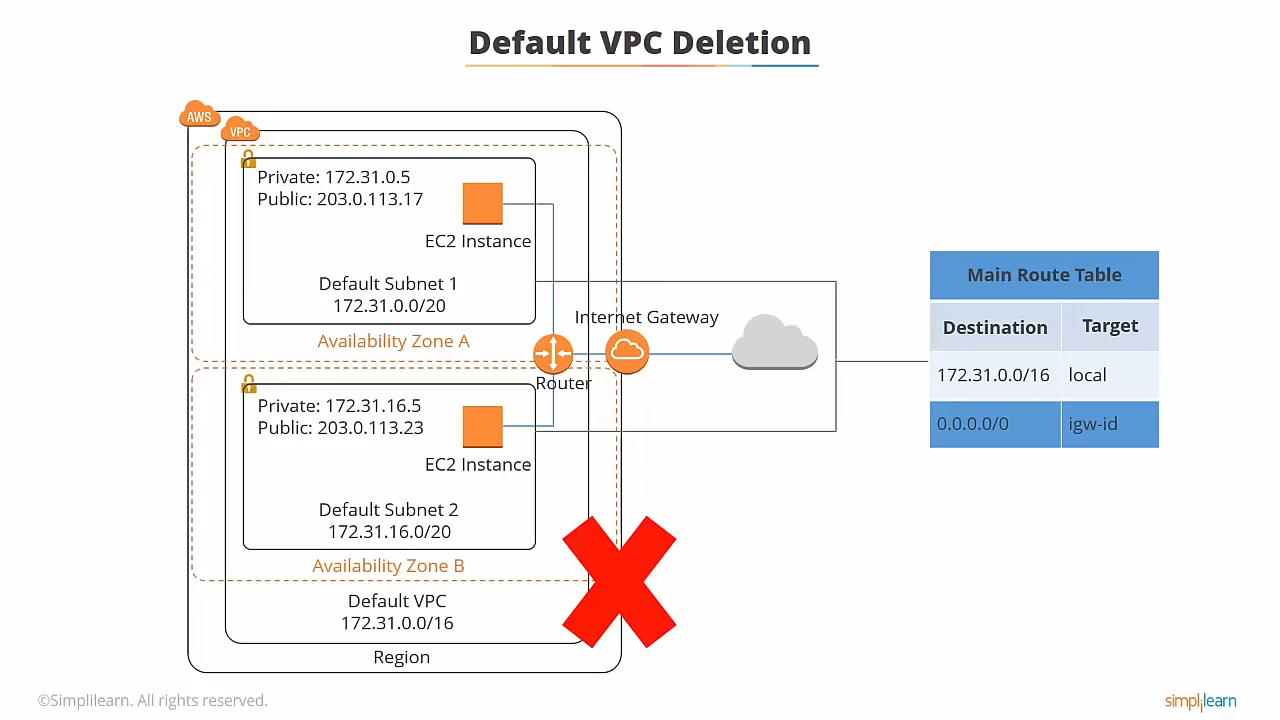 Default VPC Deletion
AWS
VPC
Private: 172.31.0.5
Public: 203.0.113.17
EC2 Instance
Default Subnet 1
172.31.0.0/20
Availability Zone A
Internet Gateway
Router
Private: 172.31.16.5
Public: 203.0.113.23
EC2 Instance
Default Subnet 2
172.31.16.0/20
Availability Zone B
Default VPC
172.31.0.0/16
Region
Main Route Table
Destination Target
172.31.0.0/16 local
0.0.0.0/0 igw-id
©Simplilearn. All rights reserved.
simplilearn